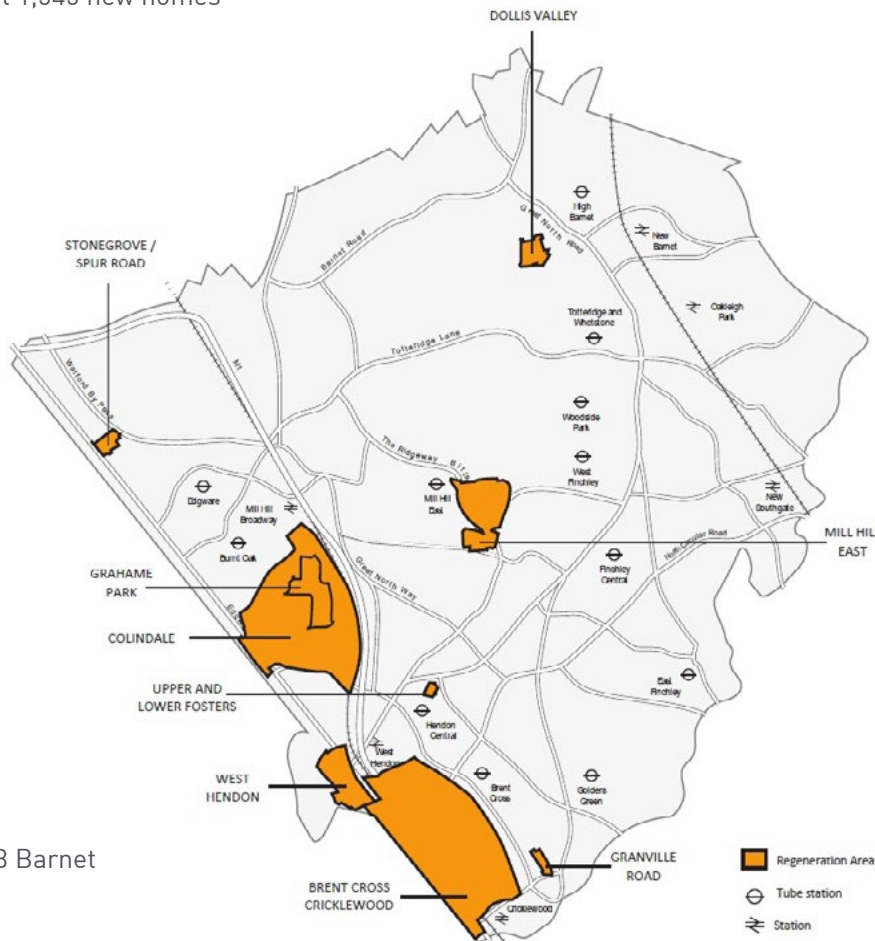 t 1,040 new homes
DOLLIS VALLEY
High
Barnet
Great North Road
New
Barnet
STONEGROVE /
SPUR ROAD
Barnet Road
Oakleigh
Park
Totteridge and
Whetstone
Totteridge Lane
M1
Watford By Pass
Woodside
Park
The Ridgeway
West
Finchley
Edgware
Mill Hill
East
Mill Hill
Broadway
New
Southgate
North Circular Road
MILL HILL
EAST
Burnt Oak
Finchley
Central
GRAHAME
PARK
Great North Way
COLINDALE
East
Finchley
UPPER AND
LOWER FOSTERS
Hendon
Central
West
Hendon
WEST
HENDON
Brent
Cross
Golders
Green
3 Barnet
GRANVILLE
ROAD
BRENT CROSS
CRICKLEWOOD
Cricklewood
Regeneration Area
Tube station
Station